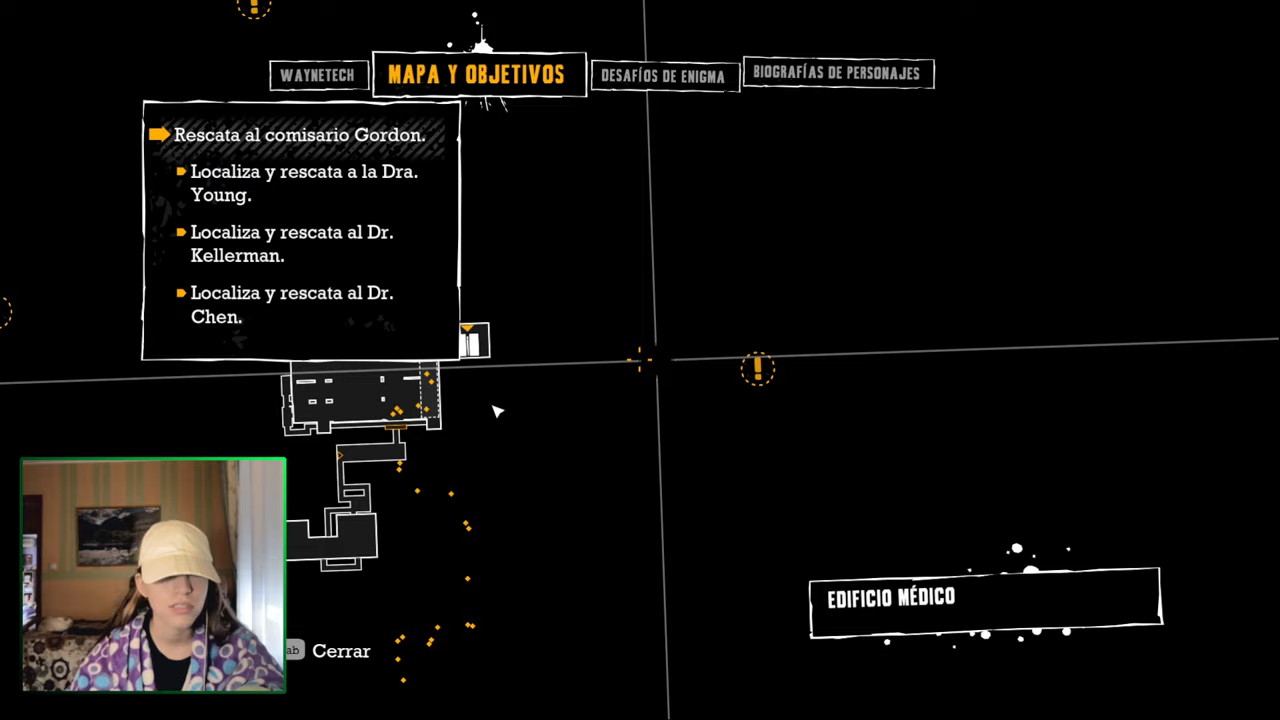 WAYNETECH
MAPA Y OBJETIVOS
DESAFÍOS DE ENIGMA
BIOGRAFÍAS DE PERSONAJES
Rescata al comisario Gordon.
Localiza y rescata a la Dra.
Young.
Localiza y rescata al Dr.
Kellerman.
Localiza y rescata al Dr.
Chen.
EDIFICIO MÉDICO
Cerrar